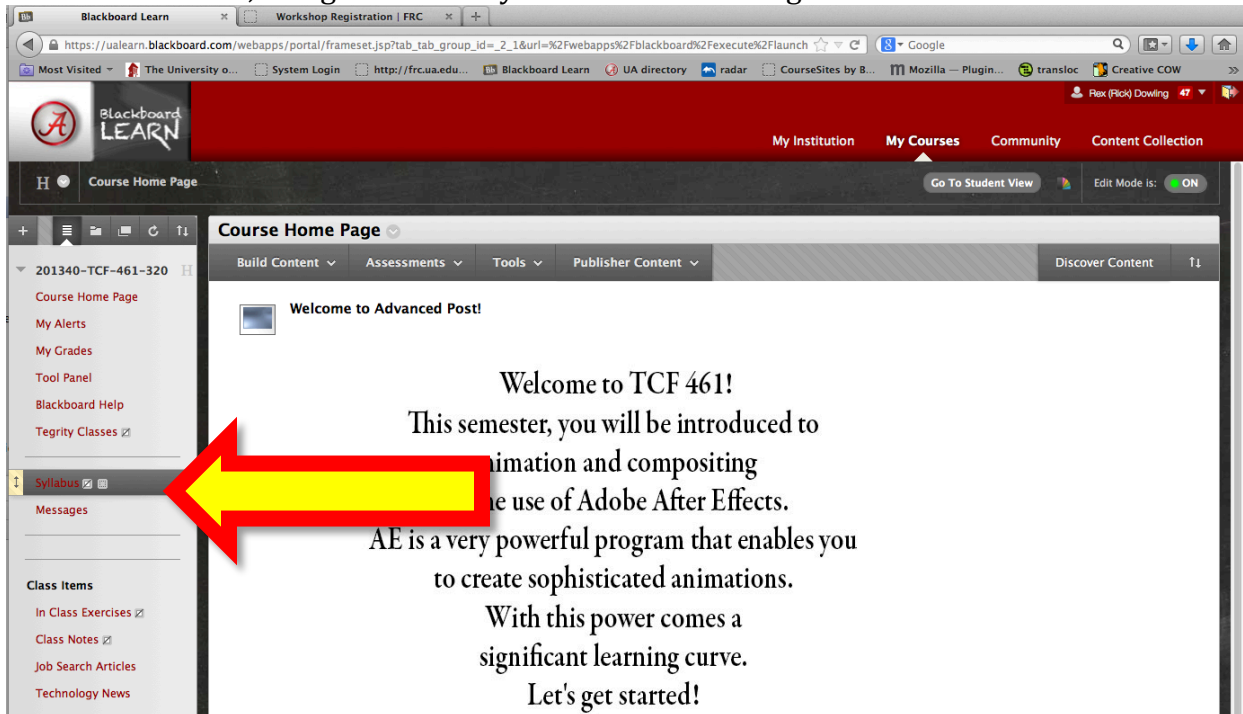 Blackboard Learn × Workshop Registration | FRC × +
https://ualearn.blackboard.com/webapps/portal/frameset.jsp?tab_tab_group_id=_2_1&url=%2Fwebapps%2Fblackboard%2Fexecute%2Flaunch Google
Most Visited The University o... System Login http://frc.ua.edu... Blackboard Learn UA directory radar CourseSites by B... Mozilla — Plugin... transloc Creative COW »
Rex (Rick) Dowling 47
A Blackboard
LEARN
My Institution My Courses Community Content Collection
H Course Home Page Go To Student View Edit Mode is: ON
Course Home Page
Build Content Assessments Tools Publisher Content Discover Content
201340-TCF-461-320 H
Course Home Page
My Alerts
My Grades
Tool Panel
Blackboard Help
Tegrity Classes
Syllabus
Messages
Class Items
In Class Exercises
Class Notes
Job Search Articles
Technology News
Welcome to Advanced Post!
Welcome to TCF 461!
This semester, you will be introduced to
imation and compositing
e use of Adobe After Effects.
AE is a very powerful program that enables you
to create sophisticated animations.
With this power comes a
significant learning curve.
Let's get started!